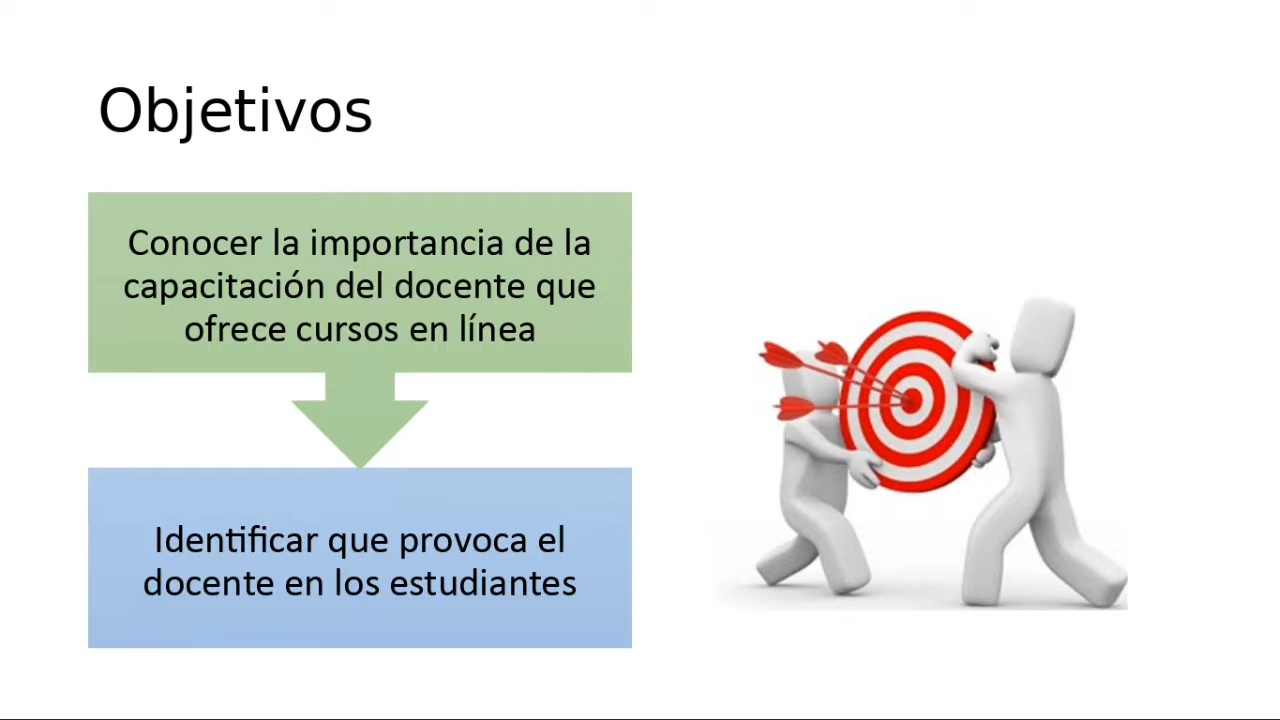 Objetivos
Conocer la importancia de la
capacitación del docente que
ofrece cursos en línea
Identificar que provoca el
docente en los estudiantes